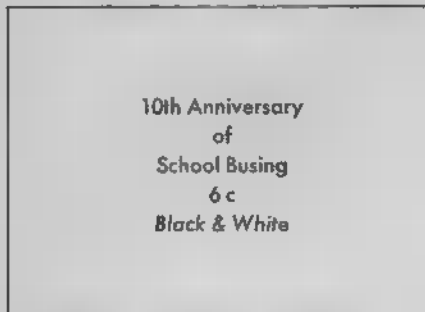 10th Anniversary
of
School Busing
6 c
Black & White